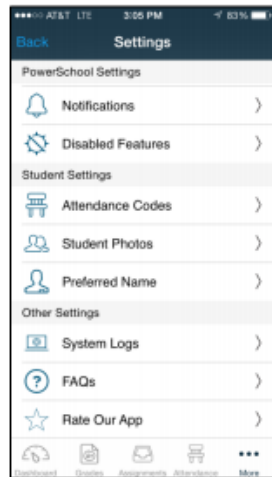 AT&T LTE 3:05 PM 83%
Back Settings
PowerSchool Settings
Notifications
Disabled Features
Student Settings
Attendance Codes
Student Photos
Preferred Name
Other Settings
System Logs
FAQs
Rate Our App
Dashboard Grades Assignments Attendance More